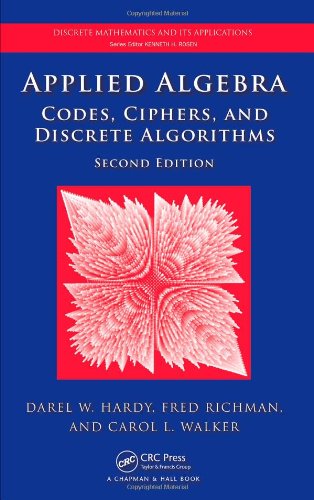 DISCRETE MATHEMATICS AND ITS APPLICATIONS
Series Editor KENNETH H. ROSEN
APPLIED ALGEBRA
CODES, CIPHERS, AND
DISCRETE ALGORITHMS
SECOND EDITION
DAREL W. HARDY, FRED RICHMAN,
AND CAROL L. WALKER
CRC
CRC Press
Taylor & Francis Group
A CHAPMAN & HALL BOOK